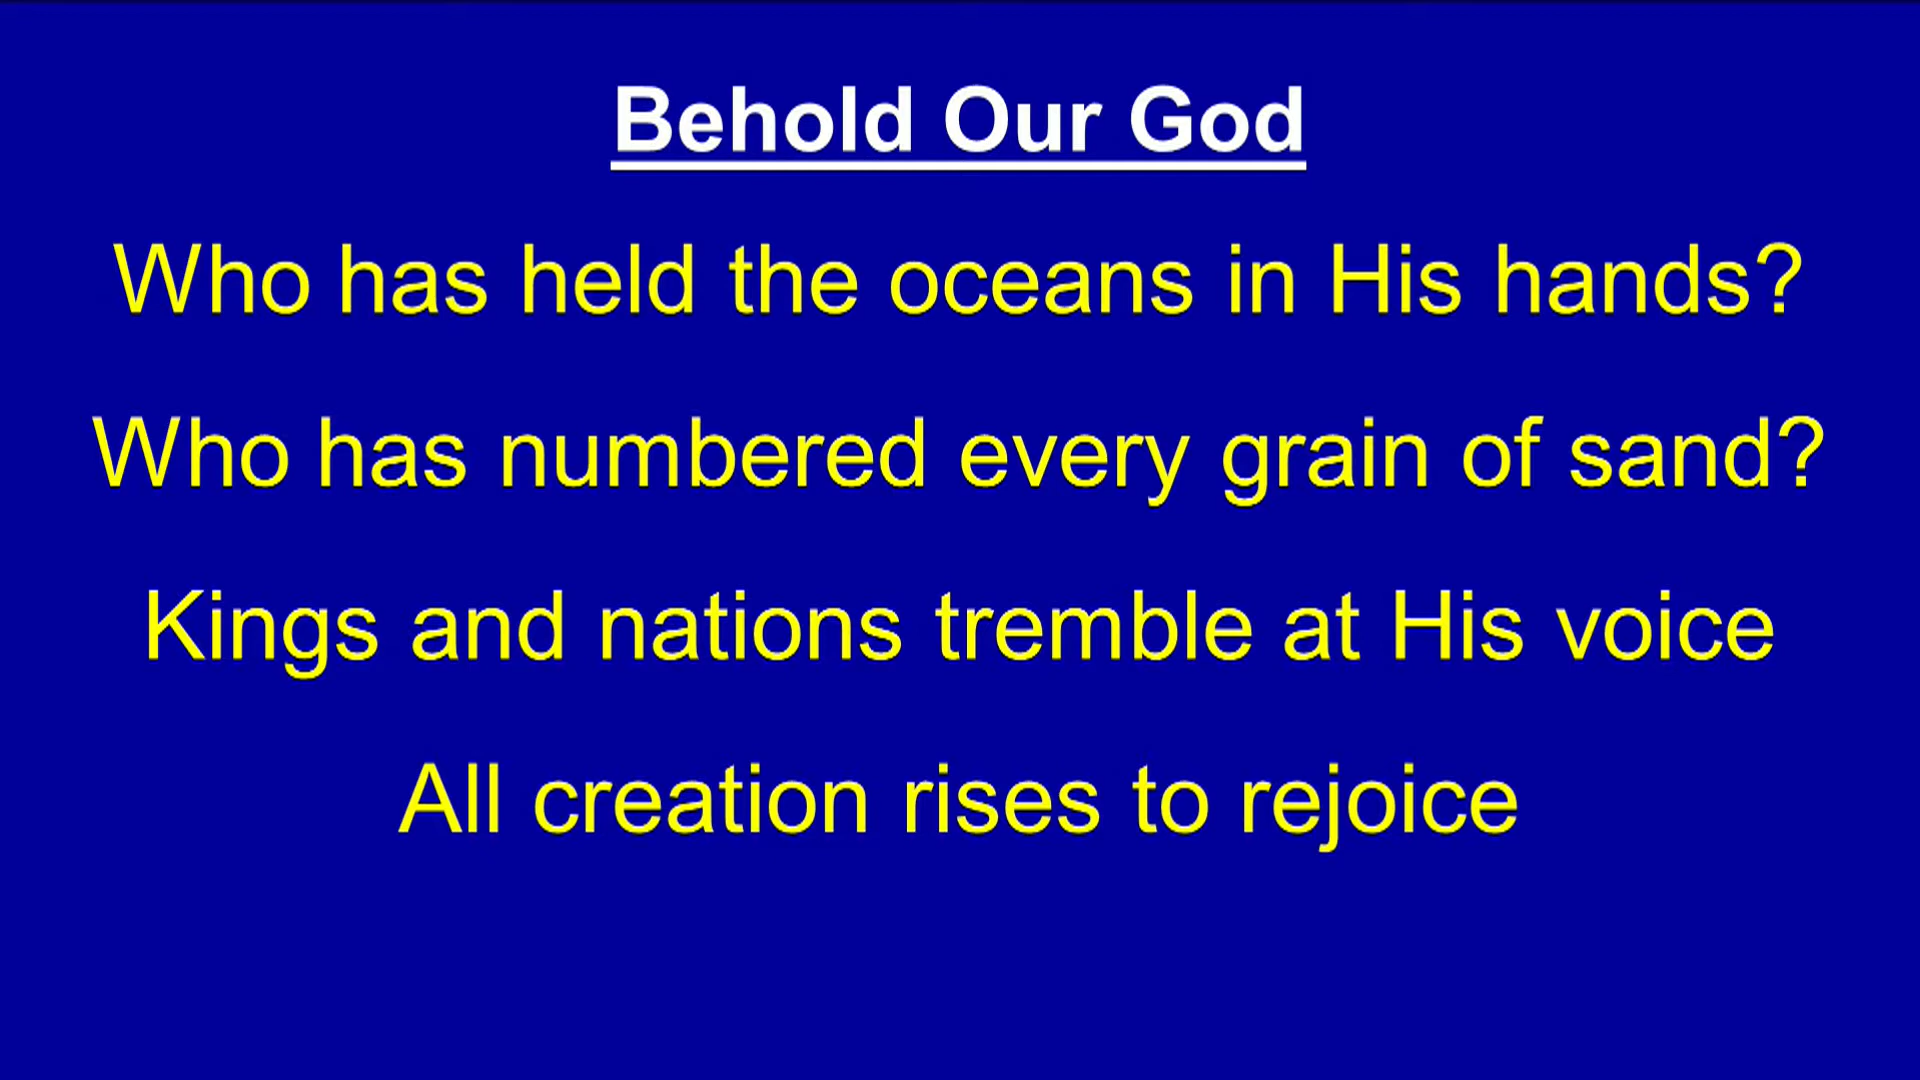 Behold Our God
Who has held the oceans in His hands?
Who has numbered every grain of sand?
Kings and nations tremble at His voice
All creation rises to rejoice